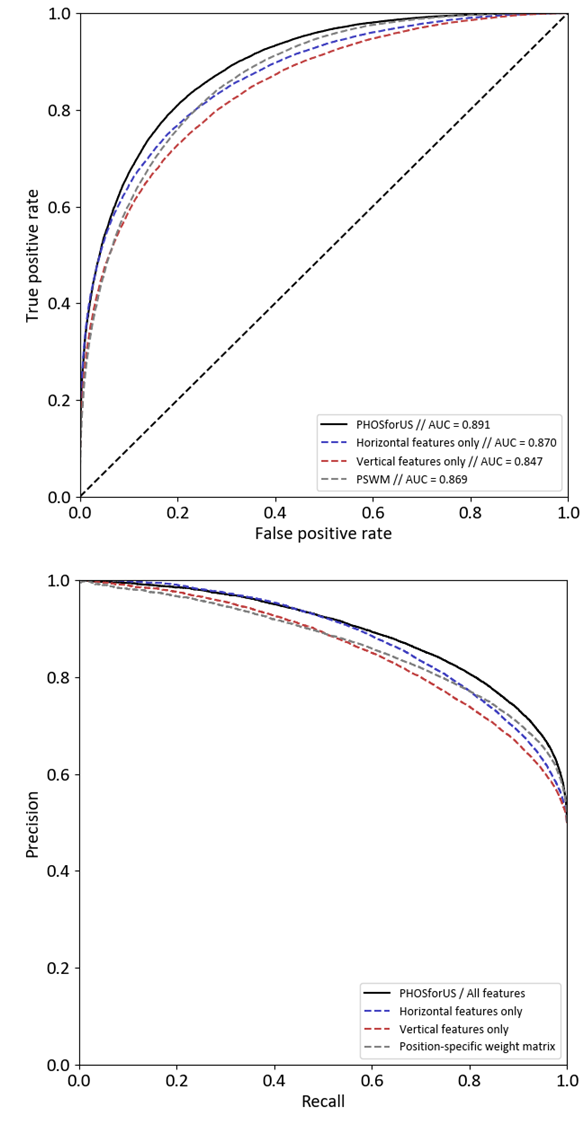 1.0
0.8
0.6
0.4
0.2
0.0
True positive rate
0.0 0.2 0.4 0.6 0.8 1.0
False positive rate
PHOSforUS // AUC = 0.891
Horizontal features only // AUC = 0.870
Vertical features only // AUC = 0.847
PSWM // AUC = 0.869
1.0
0.8
0.6
0.4
0.2
0.0
Precision
0.0 0.2 0.4 0.6 0.8 1.0
Recall
PHOSforUS / All features
Horizontal features only
Vertical features only
Position-specific weight matrix